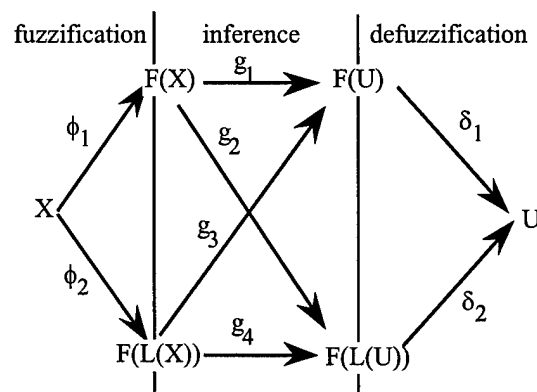 fuzzification inference defuzzification
F(X) g₁ F(U)
ϕ₁ g₂ δ₁
X g₃ U
ϕ₂ δ₂
g₄
F(L(X)) F(L(U))